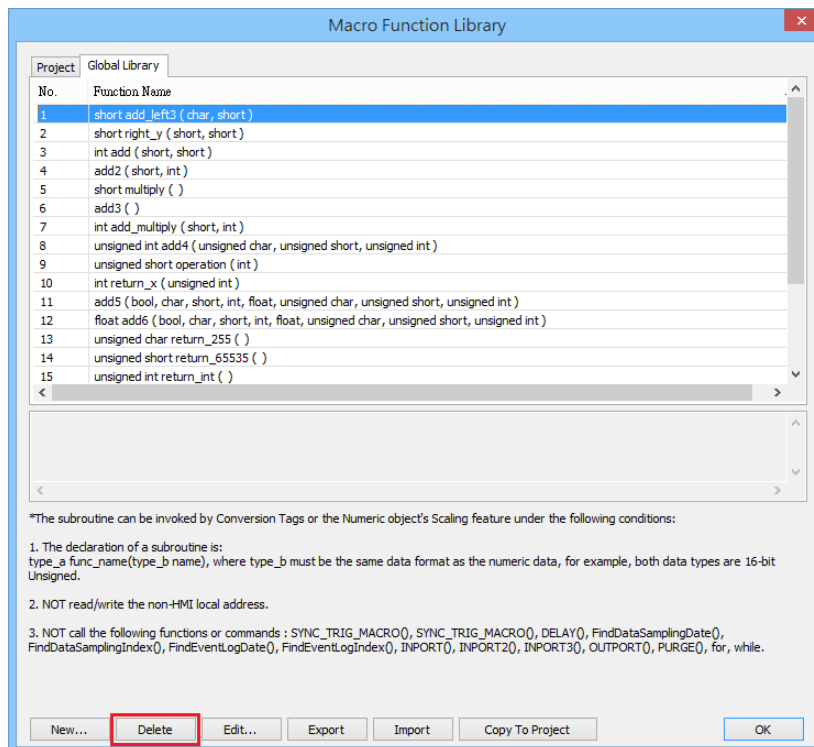 Macro Function Library
Project Global Library
No. Function Name
1 short add_left3 ( char, short )
2 short right_y ( short, short )
3 int add ( short, short )
4 add2 ( short, int )
5 short multiply ( )
6 add3 ( )
7 int add_multiply ( short, int )
8 unsigned int add4 ( unsigned char, unsigned short, unsigned int )
9 unsigned short operation ( int )
10 int return_x ( unsigned int )
11 add5 ( bool, char, short, int, float, unsigned char, unsigned short, unsigned int )
12 float add6 ( bool, char, short, int, float, unsigned char, unsigned short, unsigned int )
13 unsigned char return_255 ( )
14 unsigned short return_65535 ( )
15 unsigned int return_int ( )
*The subroutine can be invoked by Conversion Tags or the Numeric object's Scaling feature under the following conditions:
1. The declaration of a subroutine is:
type_a func_name(type_b name), where type_b must be the same data format as the numeric data, for example, both data types are 16-bit
Unsigned.
2. NOT read/write the non-HMI local address.
3. NOT call the following functions or commands : SYNC_TRIG_MACRO(), SYNC_TRIG_MACRO(), DELAY(), FindDataSamplingDate(),
FindDataSamplingIndex(), FindEventLogDate(), FindEventLogIndex(), INPORT(), INPORT2(), INPORT3(), OUTPORT(), PURGE(), for, while.
New... Delete Edit... Export Import Copy To Project OK